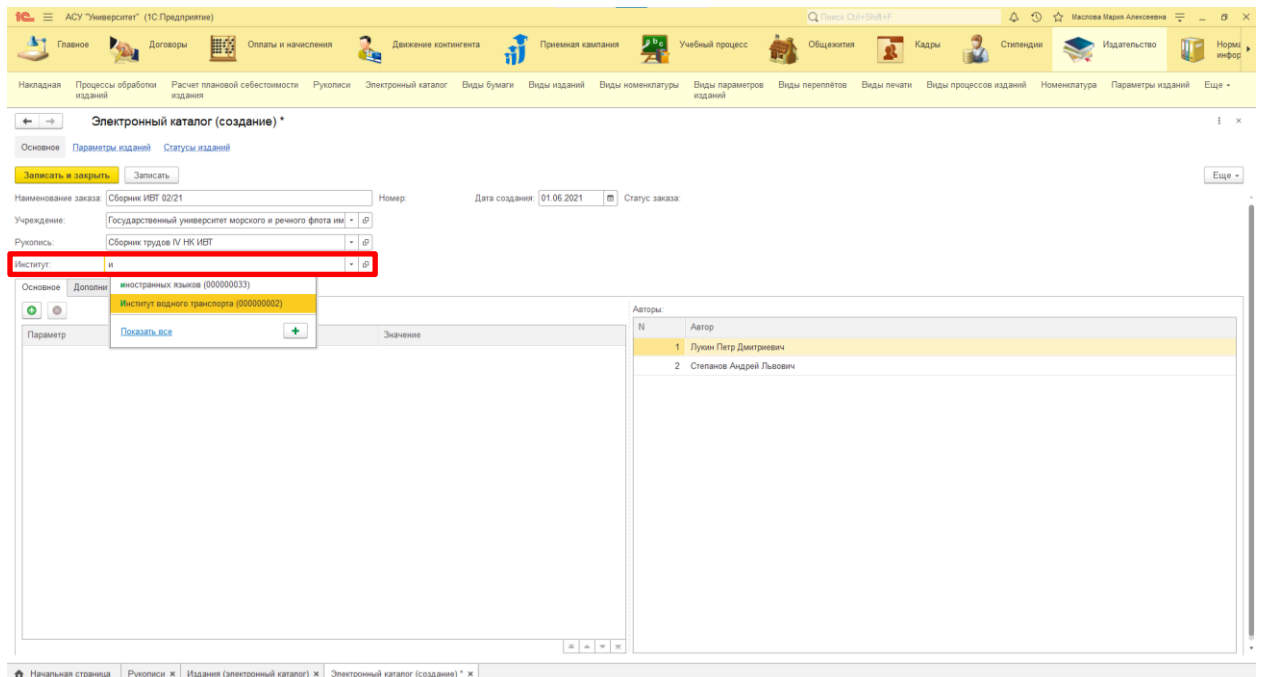 АСУ "Университет" (1С:Предприятие) Поиск Ctrl+Shift+F Маслова Мария Алексеевна
Главное Договоры Оплаты и начисления Движение контингента Приемная кампания Учебный процесс Общежития Кадры Стипендии Издательство Норма
инфор
Накладная Процессы обработки Расчет плановой себестоимости Рукописи Электронный каталог Виды бумаги Виды изданий Виды номенклатуры Виды параметров Виды переплётов Виды печати Виды процессов изданий Номенклатура Параметры изданий Еще
изданий издания изданий
Электронный каталог (создание) *
Основное Параметры изданий Статусы изданий
Записать и закрыть Записать Еще
Наименование заказа: Сборник ИВТ 02/21 Номер: Дата создания: 01.06.2021 Статус заказа:
Учреждение: Государственный университет морского и речного флота им
Рукопись: Сборник трудов IV НК ИВТ
Институт: и
Основное Дополни иностранных языков (000000033)
Институт водного транспорта (000000002) Авторы:
Параметр Показать все Значение N Автор
1 Лукин Петр Дмитриевич
2 Степанов Андрей Львович
Начальная страница Рукописи × Издания (электронный каталог) × Электронный каталог (создание) * ×